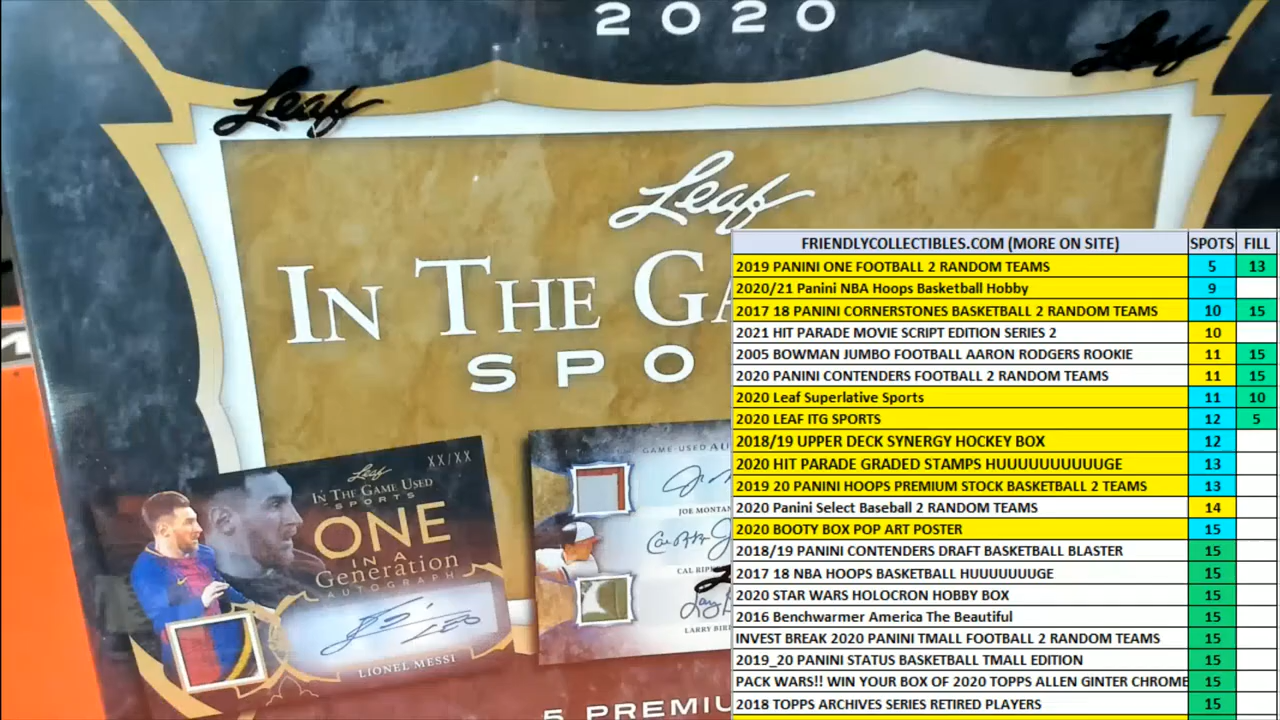 2020
Leaf
Leaf
Leaf
IN THE GA
SPO
Leaf
IN THE GAME USED
SPORTS
XX/XX
ONE
IN A
Generation
AUTOGRAPH
LIONEL MESSI
GAME-USED AU
JOE MONTAN
CAL RIP
LARRY BIR
5 PREMIU
FRIENDLYCOLLECTIBLES.COM (MORE ON SITE) SPOTS FILL
2019 PANINI ONE FOOTBALL 2 RANDOM TEAMS 5 13
2020/21 Panini NBA Hoops Basketball Hobby 9
2017 18 PANINI CORNERSTONES BASKETBALL 2 RANDOM TEAMS 10 15
2021 HIT PARADE MOVIE SCRIPT EDITION SERIES 2 10
2005 BOWMAN JUMBO FOOTBALL AARON RODGERS ROOKIE 11 15
2020 PANINI CONTENDERS FOOTBALL 2 RANDOM TEAMS 11 15
2020 Leaf Superlative Sports 11 10
2020 LEAF ITG SPORTS 12 5
2018/19 UPPER DECK SYNERGY HOCKEY BOX 12
2020 HIT PARADE GRADED STAMPS HUUUUUUUUUUGE 13
2019 20 PANINI HOOPS PREMIUM STOCK BASKETBALL 2 TEAMS 13
2020 Panini Select Baseball 2 RANDOM TEAMS 14
2020 BOOTY BOX POP ART POSTER 15
2018/19 PANINI CONTENDERS DRAFT BASKETBALL BLASTER 15
2017 18 NBA HOOPS BASKETBALL HUUUUUUGE 15
2020 STAR WARS HOLOCRON HOBBY BOX 15
2016 Benchwarmer America The Beautiful 15
INVEST BREAK 2020 PANINI TMALL FOOTBALL 2 RANDOM TEAMS 15
2019_20 PANINI STATUS BASKETBALL TMALL EDITION 15
PACK WARS!! WIN YOUR BOX OF 2020 TOPPS ALLEN GINTER CHROME 15
2018 TOPPS ARCHIVES SERIES RETIRED PLAYERS 15